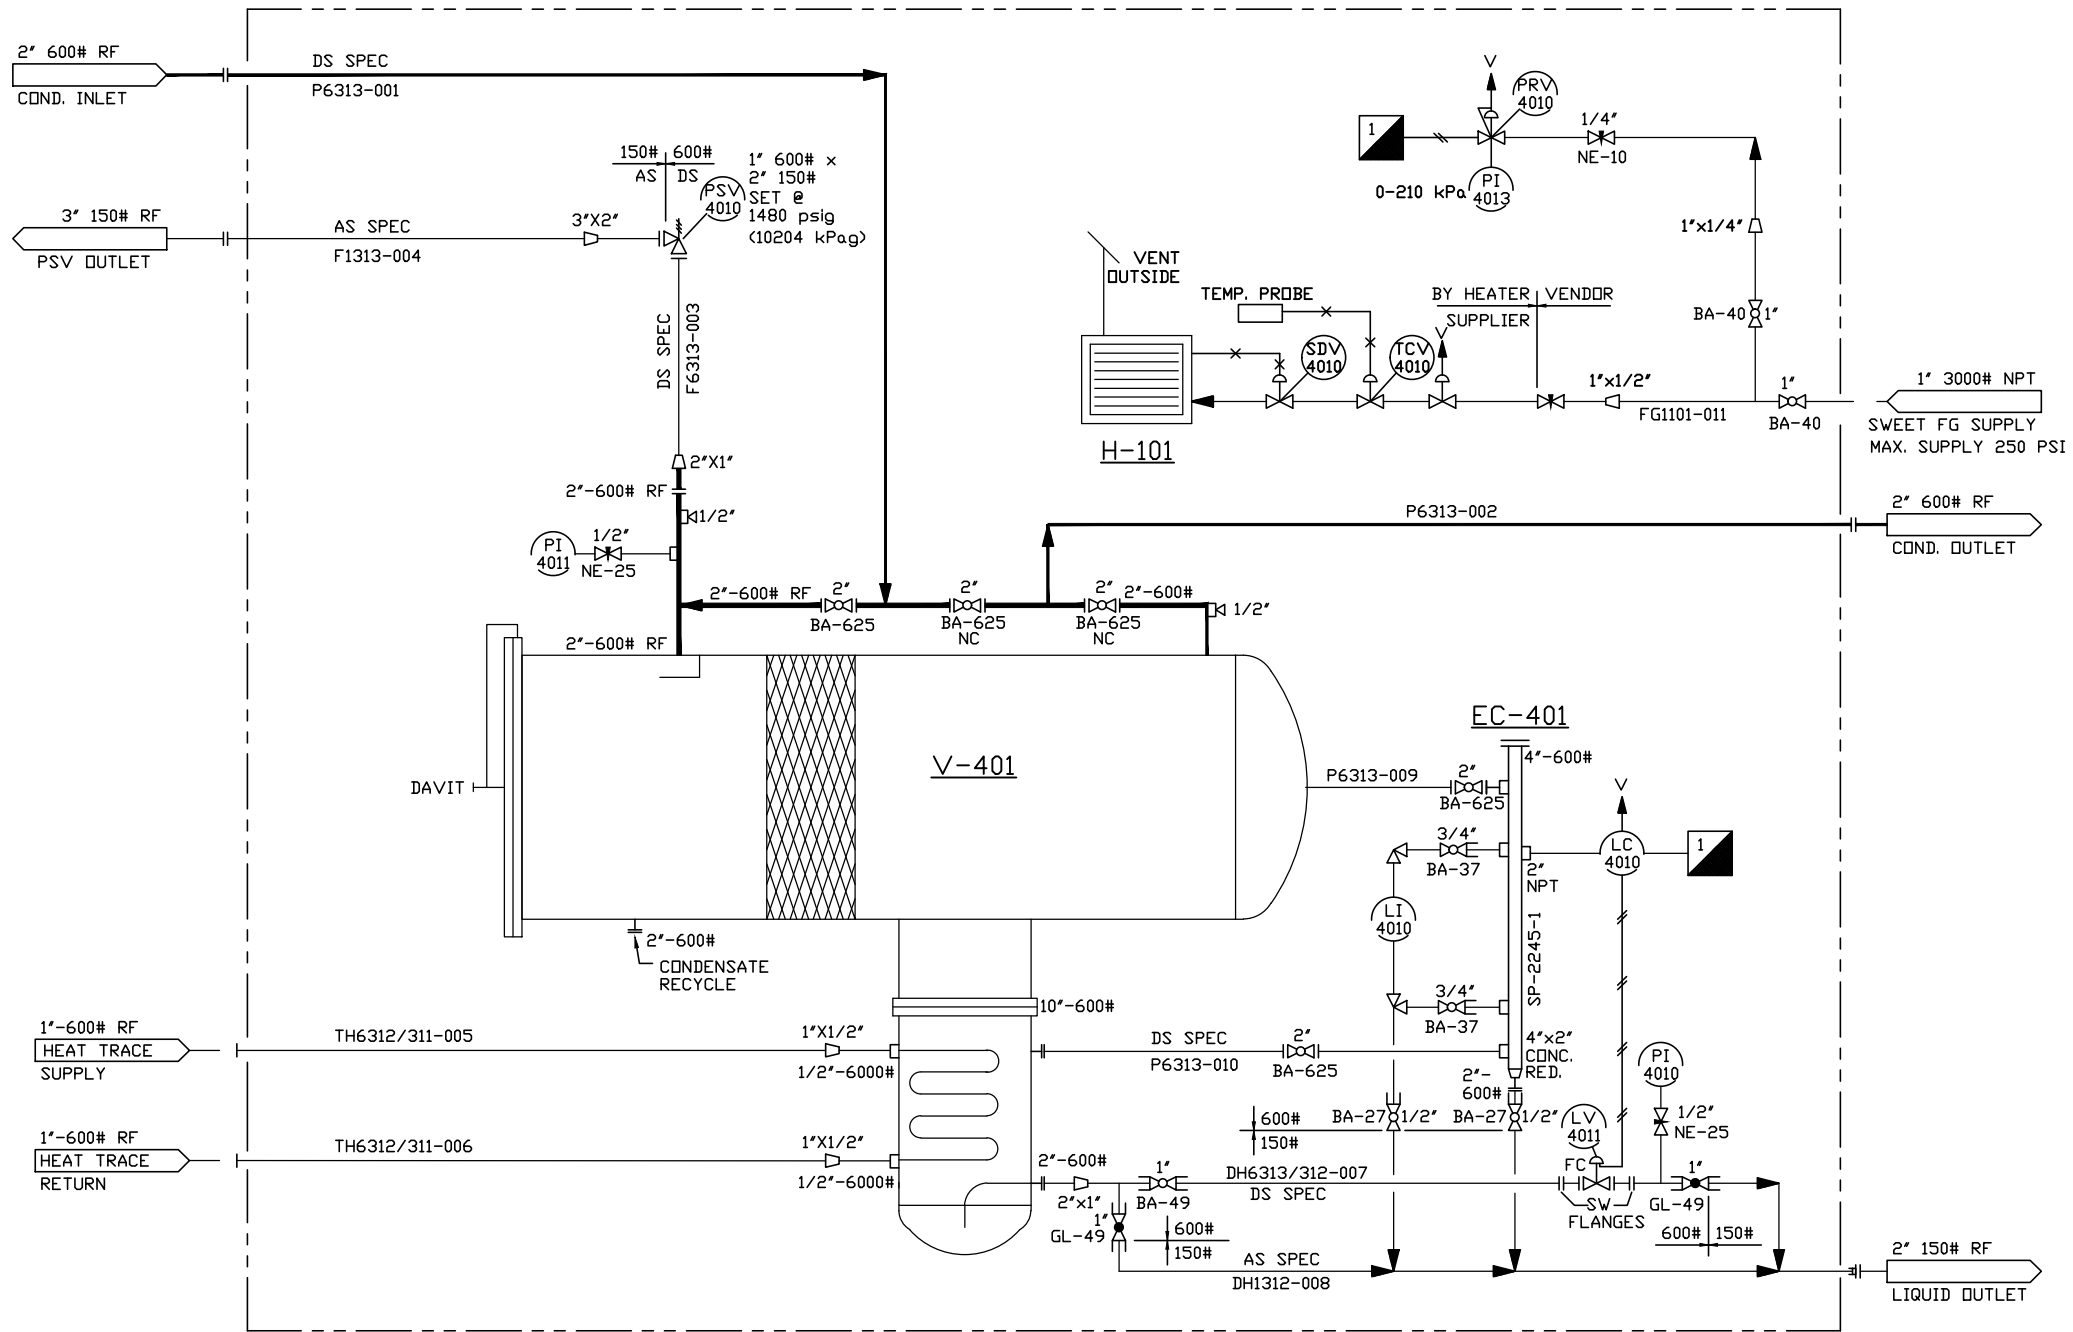 2" 600# RF
COND. INLET
DS SPEC
P6313-001
150#
600#
AS
DS
PSV
4010
1" 600# x
2" 150#
SET @
1480 psig
(10204 kPag)
3" 150# RF
PSV OUTLET
AS SPEC
F1313-004
3"X2"
DS SPEC
F6313-003
2"X1"
2"-600# RF
1/2"
PI
4011
1/2"
NE-25
2"-600# RF
2"-600# RF
2"
BA-625
2"
BA-625
NC
2"
BA-625
NC
2"-600#
1/2"
V
PRV
4010
1
1/4"
NE-10
0-210 kPa
PI
4013
1"x1/4"
BA-40
1"
VENT
OUTSIDE
TEMP. PROBE
BY HEATER
SUPPLIER
VENDOR
V
SDV
4010
TCV
4010
1"x1/2"
FG1101-011
1"
BA-40
1" 3000# NPT
SWEET FG SUPPLY
MAX. SUPPLY 250 PSI
H-101
P6313-002
2" 600# RF
COND. OUTLET
DAVIT
V-401
EC-401
4"-600#
P6313-009
2"
BA-625
V
LC
4010
1
3/4"
BA-37
2"
NPT
LI
4010
SP-2245-1
3/4"
BA-37
2"-600#
CONDENSATE
RECYCLE
10"-600#
1"-600# RF
HEAT TRACE
SUPPLY
TH6312/311-005
1"X1/2"
1/2"-6000#
DS SPEC
P6313-010
2"
BA-625
4"x2"
CONC.
RED.
2"-
600#
PI
4010
1/2"
NE-25
600#
150#
BA-27
1/2"
BA-27
1/2"
LV
4011
FC
1"-600# RF
HEAT TRACE
RETURN
TH6312/311-006
1"X1/2"
1/2"-6000#
2"-600#
2"x1"
1"
BA-49
DH6313/312-007
DS SPEC
SW
FLANGES
1"
GL-49
1"
GL-49
600#
150#
600#
150#
AS SPEC
DH1312-008
2" 150# RF
LIQUID OUTLET